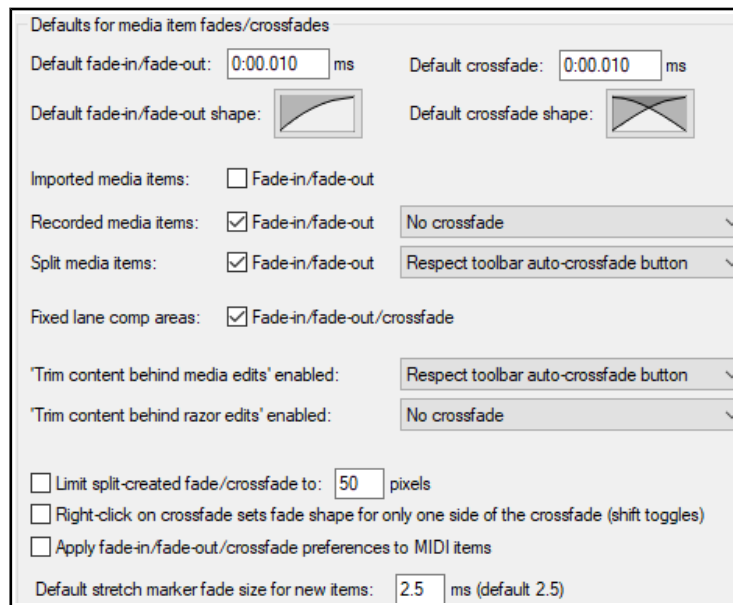 Defaults for media item fades/crossfades
Default fade-in/fade-out: 0:00.010 ms Default crossfade: 0:00.010 ms
Default fade-in/fade-out shape: Default crossfade shape:
Imported media items: Fade-in/fade-out
Recorded media items: Fade-in/fade-out No crossfade
Split media items: Fade-in/fade-out Respect toolbar auto-crossfade button
Fixed lane comp areas: Fade-in/fade-out/crossfade
'Trim content behind media edits' enabled: Respect toolbar auto-crossfade button
'Trim content behind razor edits' enabled: No crossfade
Limit split-created fade/crossfade to: 50 pixels
Right-click on crossfade sets fade shape for only one side of the crossfade (shift toggles)
Apply fade-in/fade-out/crossfade preferences to MIDI items
Default stretch marker fade size for new items: 2.5 ms (default 2.5)